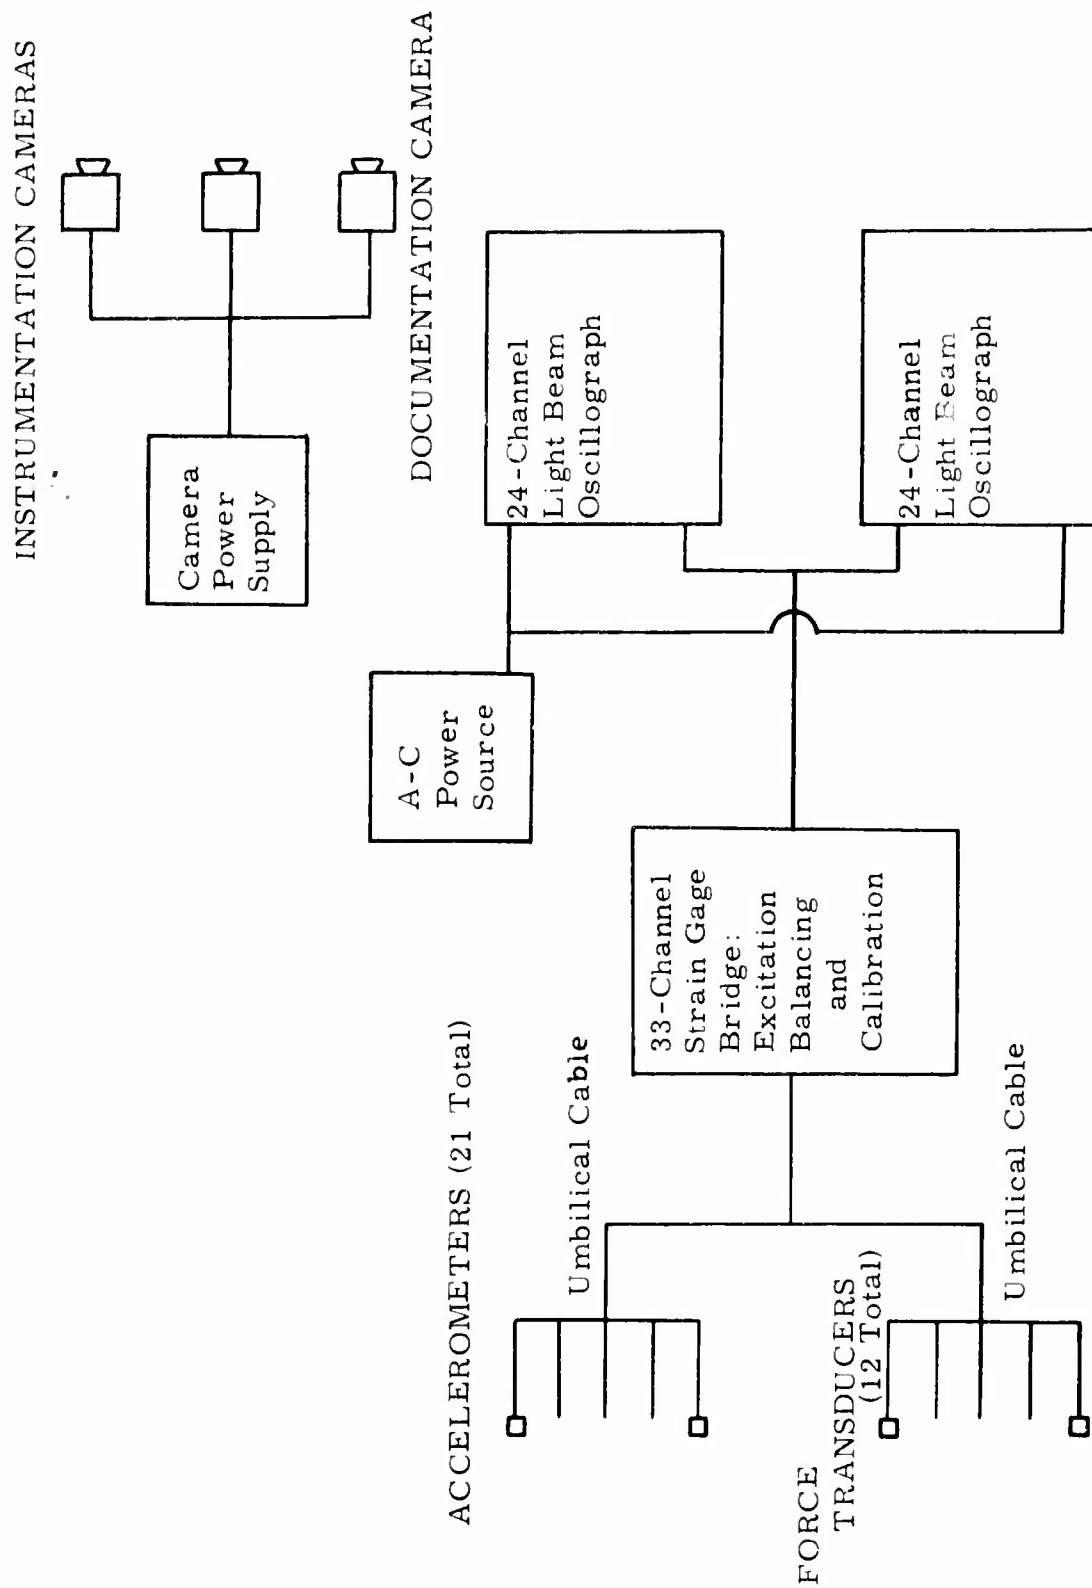 INSTRUMENTATION CAMERAS
Camera
Power
Supply
DOCUMENTATION CAMERA
A-C
Power
Source
24-Channel
Light Beam
Oscillograph
24-Channel
Light Beam
Oscillograph
ACCELEROMETERS (21 Total)
Umbilical Cable
33-Channel
Strain Gage
Bridge:
Excitation
Balancing
and
Calibration
FORCE
TRANSDUCERS
(12 Total)
Umbilical Cable